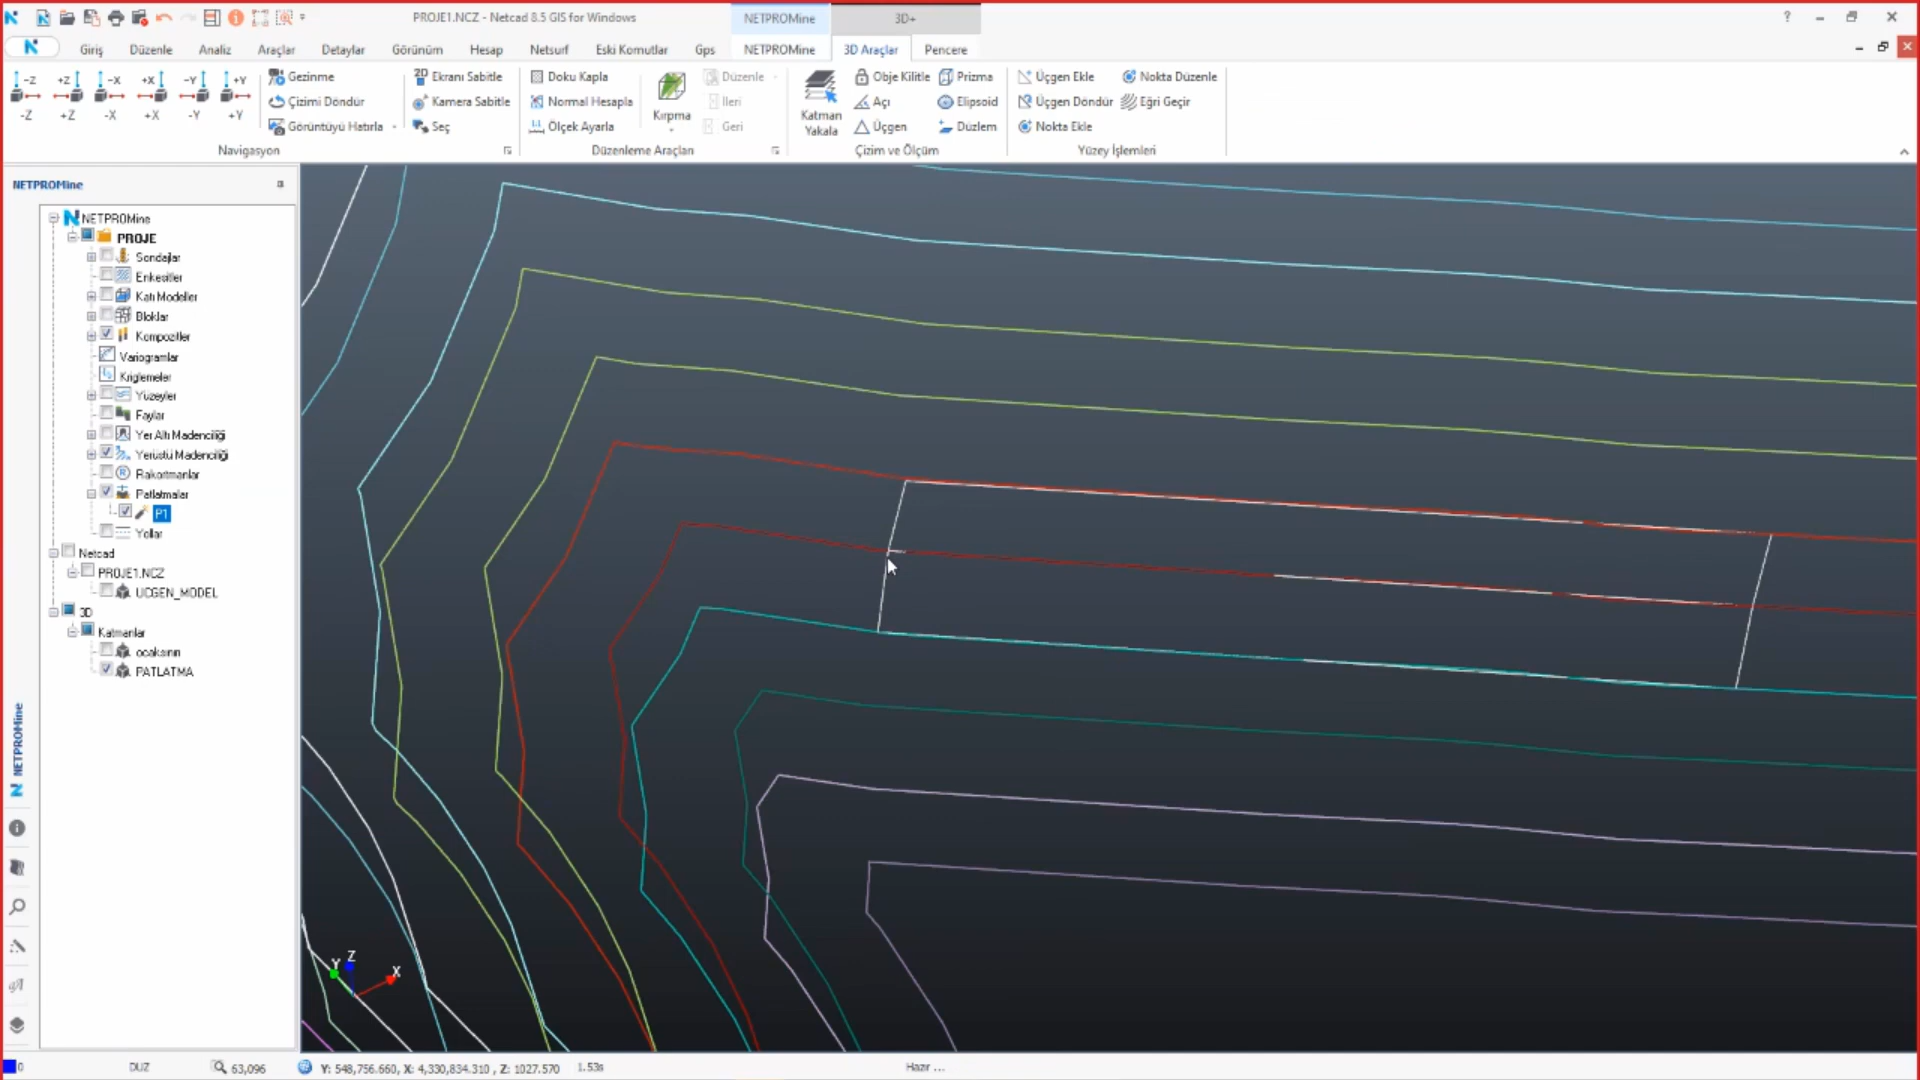 PROJE1.NCZ - Netcad 8.5 GIS for Windows
NETPROMine
3D+
Giriş Düzenle Analiz Araçlar Detaylar Görünüm Hesap Netsurf Eski Komutlar Gps NETPROMine 3D Araçlar Pencere
-Z +Z -X +X -Y +Y
-Z +Z -X +X -Y +Y
Gezinme
Çizimi Döndür
Görüntüyü Hatırla
2D Ekranı Sabitle
Kamera Sabitle
Seç
Navigasyon
Doku Kapla
Normal Hesapla
Ölçek Ayarla
Kırpma
Düzenle
İleri
Geri
Düzenleme Araçları
Katman Yakala
Obje Kilitle
Açı
Üçgen
Prizma
Elipsoid
Düzlem
Çizim ve Ölçüm
Üçgen Ekle
Üçgen Döndür
Nokta Ekle
Nokta Düzenle
Eğri Geçir
Yüzey İşlemleri
NETPROMine
NETPROMine
PROJE
Sondajlar
Enkesitler
Katı Modeller
Bloklar
Kompozitler
Variogramlar
Kriglemeler
Yüzeyler
Faylar
Yer Altı Madenciliği
Yerüstü Madenciliği
Rakortmanlar
Patlatmalar
P1
Yollar
Netcad
PROJE1.NCZ
UCGEN_MODEL
3D
Katmanlar
ocaksınırı
PATLATMA
NETPROMine
Y Z X
0
DUZ
63,096
Y: 548,756.660, X: 4,330,834.310 , Z: 1027.570
1.53s
Hazır ...